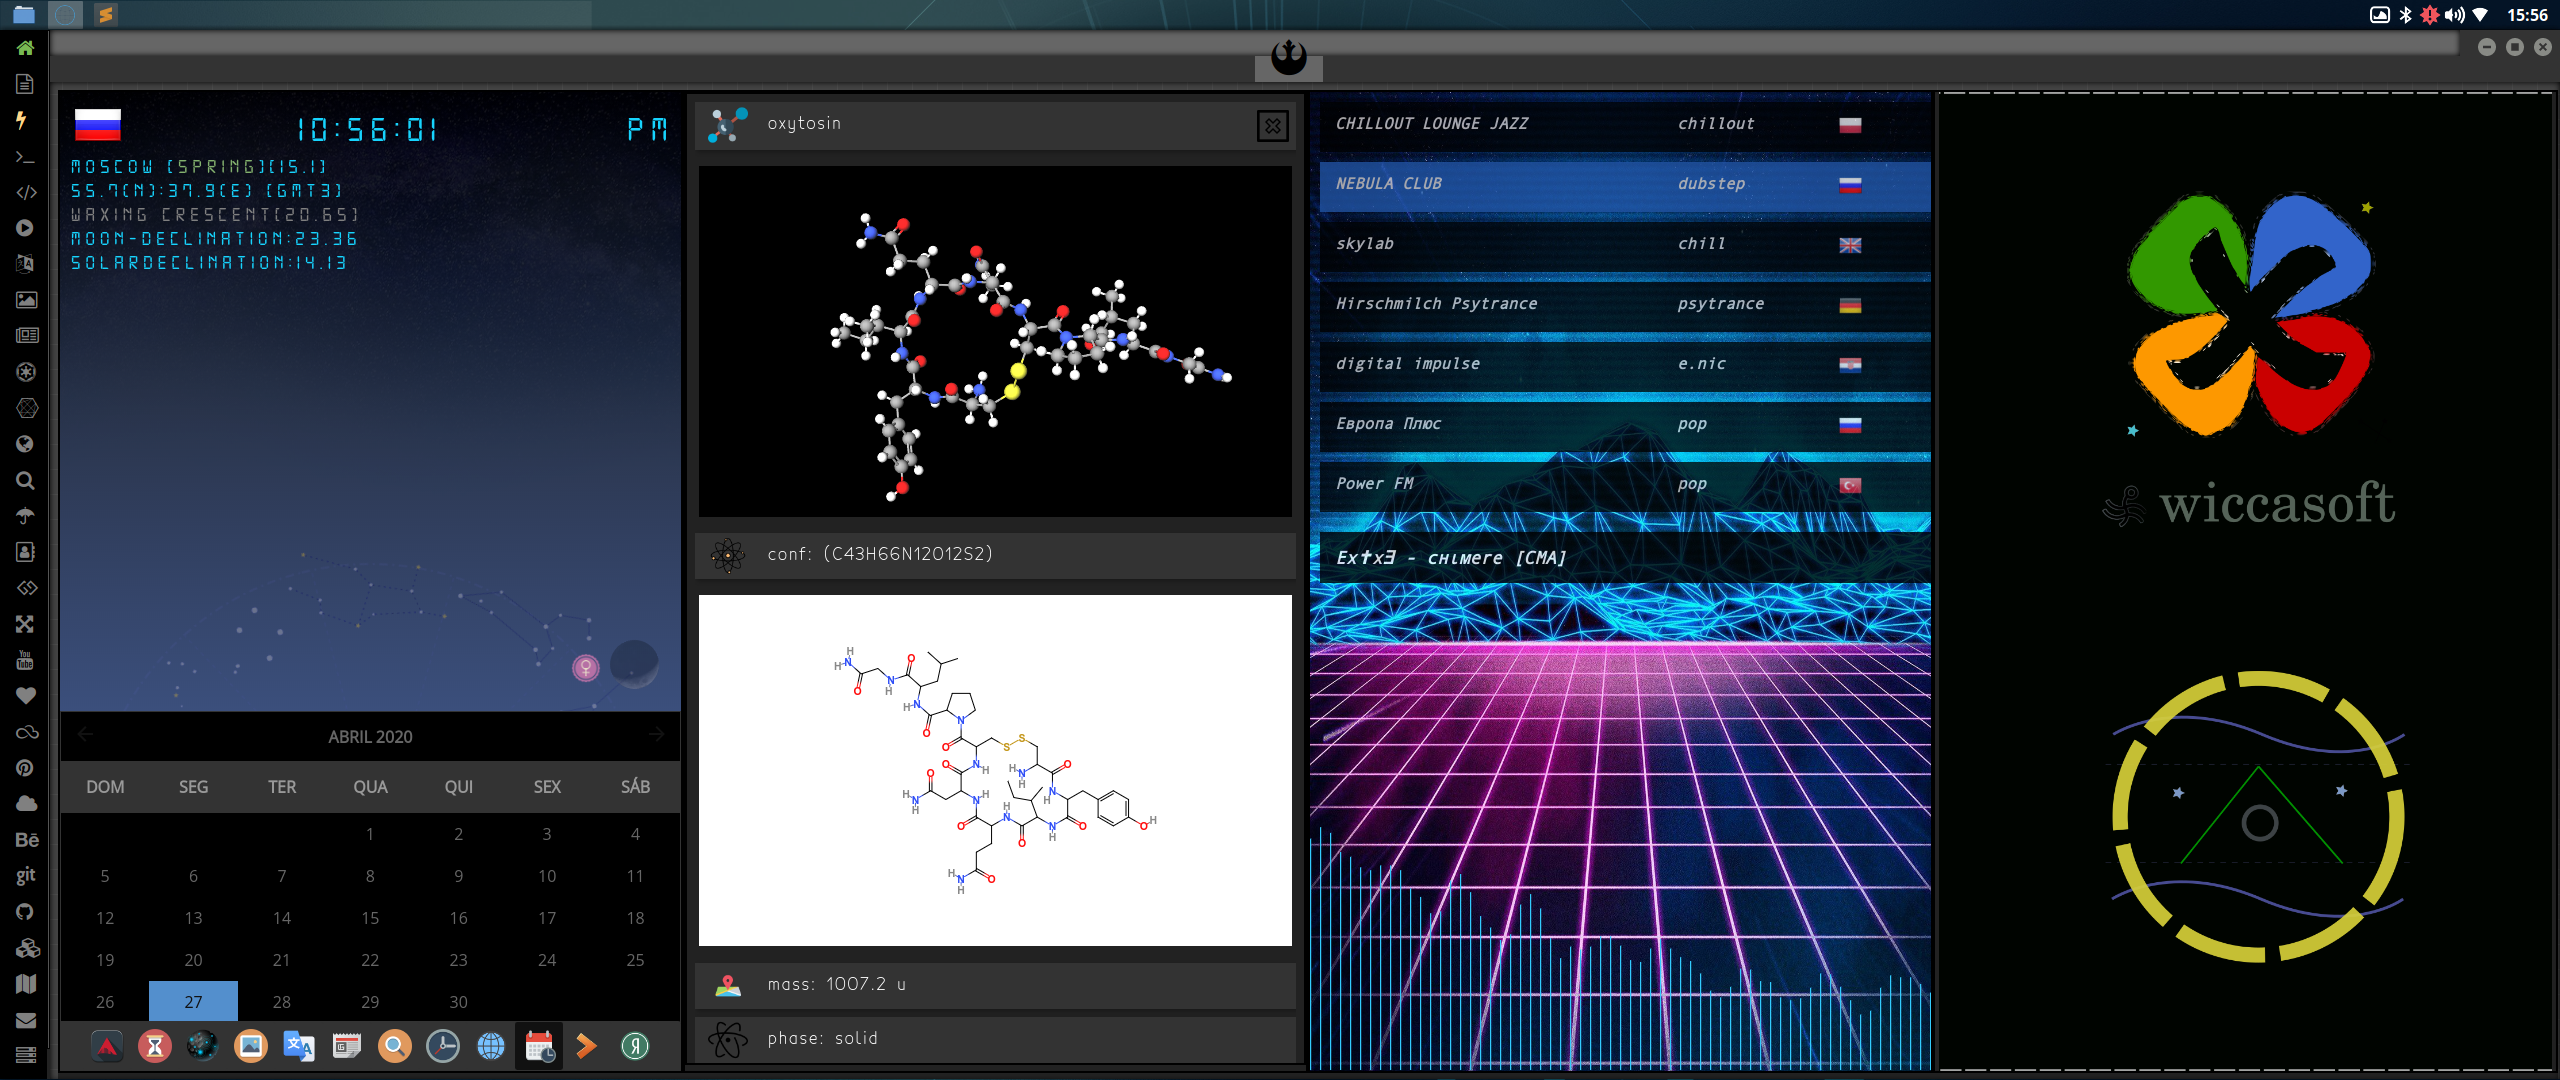 15:56
10:56:01 PM
MOSCOW [SPRING][15.1]
55.7(N):37.9(E) [GMT3]
WAXING CRESCENT[20.65]
MOON-DECLINATION:23.36
SOLARDECLINATION:14.13
ABRIL 2020
DOM SEG TER QUA QUI SEX SÁB
1 2 3 4
5 6 7 8 9 10 11
12 13 14 15 16 17 18
19 20 21 22 23 24 25
26 27 28 29 30
You
Tube
Bē
git
Я
oxytosin
conf: (C43H66N12O12S2)
mass: 1007.2 u
phase: solid
CHILLOUT LOUNGE JAZZ chillout
NEBULA CLUB dubstep
skylab chill
Hirschmilch Psytrance psytrance
digital impulse e.nic
Европа Плюс pop
Power FM pop
Ex✝xƎ - cнιмere [CMA]
wiccasoft